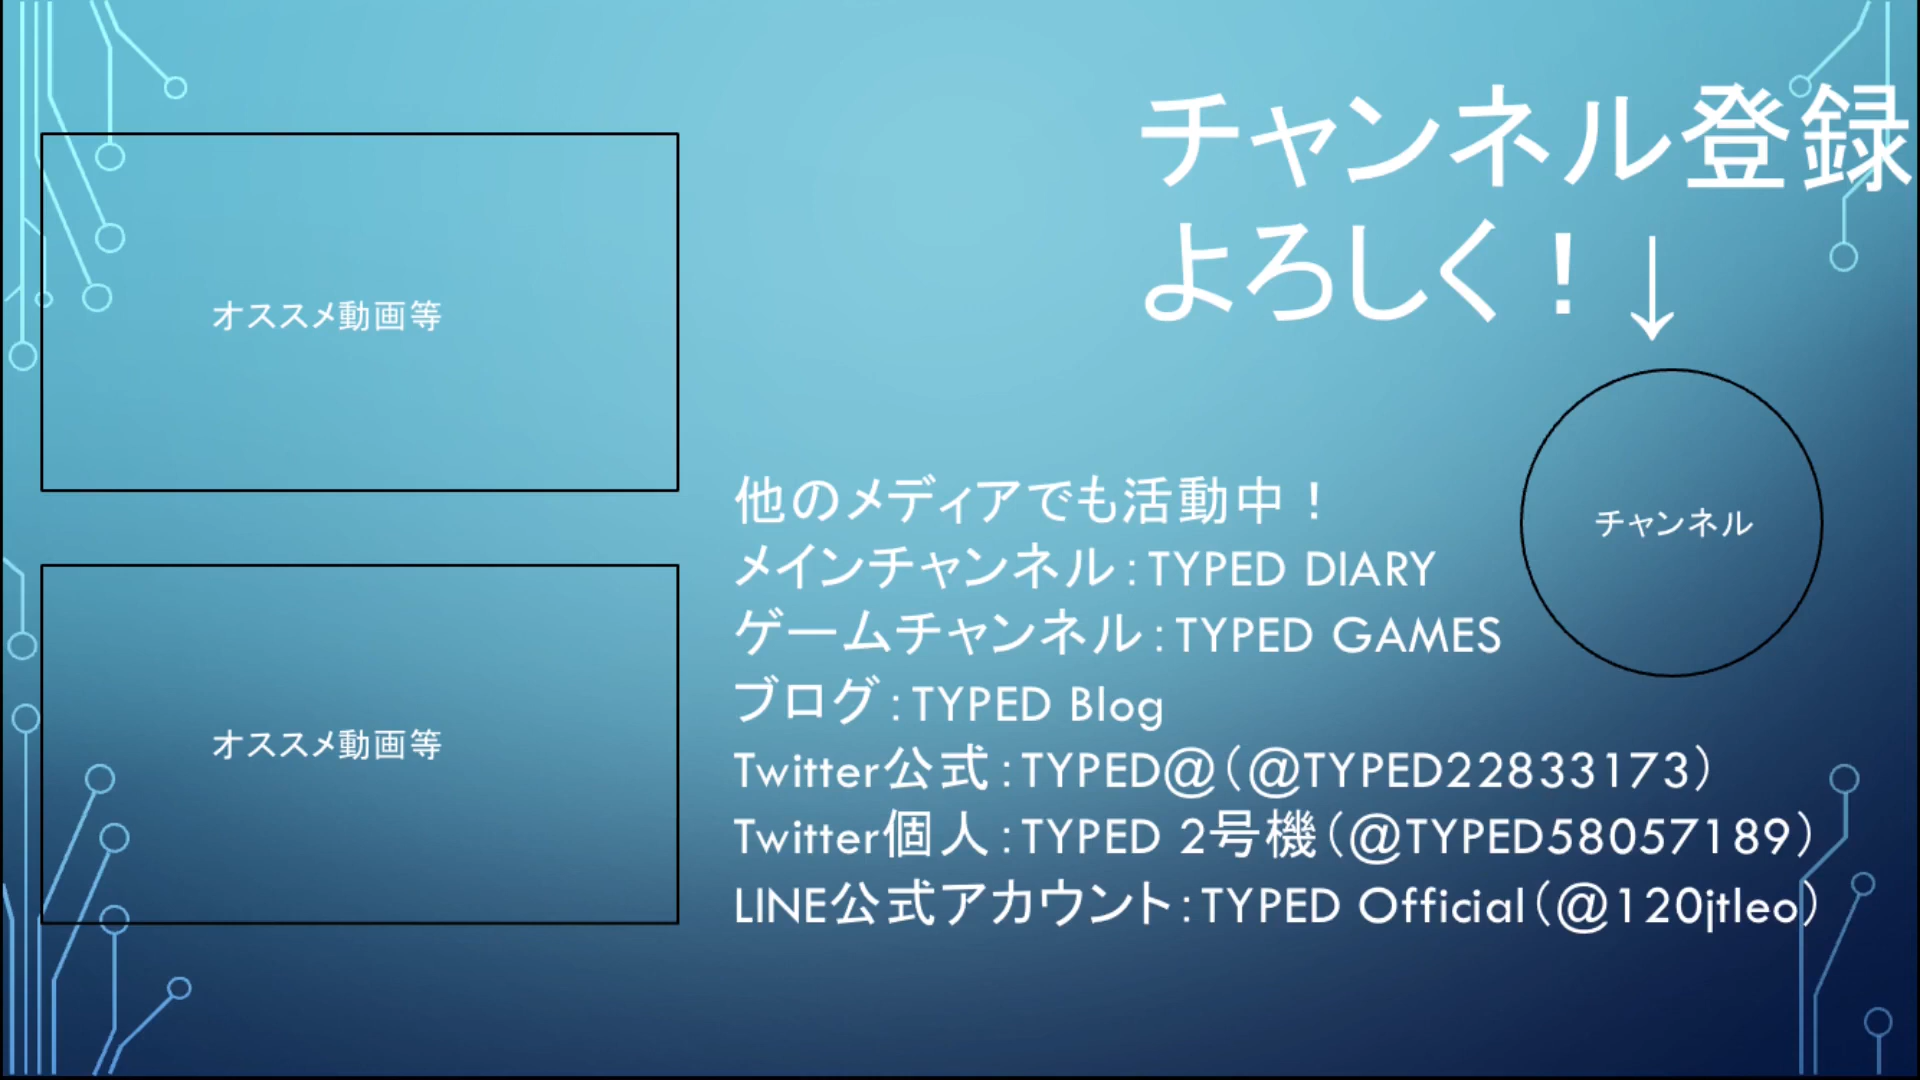 チャンネル登録
よろしく！↓
オススメ動画等
チャンネル
他のメディアでも活動中！
メインチャンネル：TYPED DIARY
ゲームチャンネル：TYPED GAMES
ブログ：TYPED Blog
Twitter公式：TYPED@（@TYPED22833173）
Twitter個人：TYPED 2号機（@TYPED58057189）
LINE公式アカウント：TYPED Official（@120jtleo）
オススメ動画等